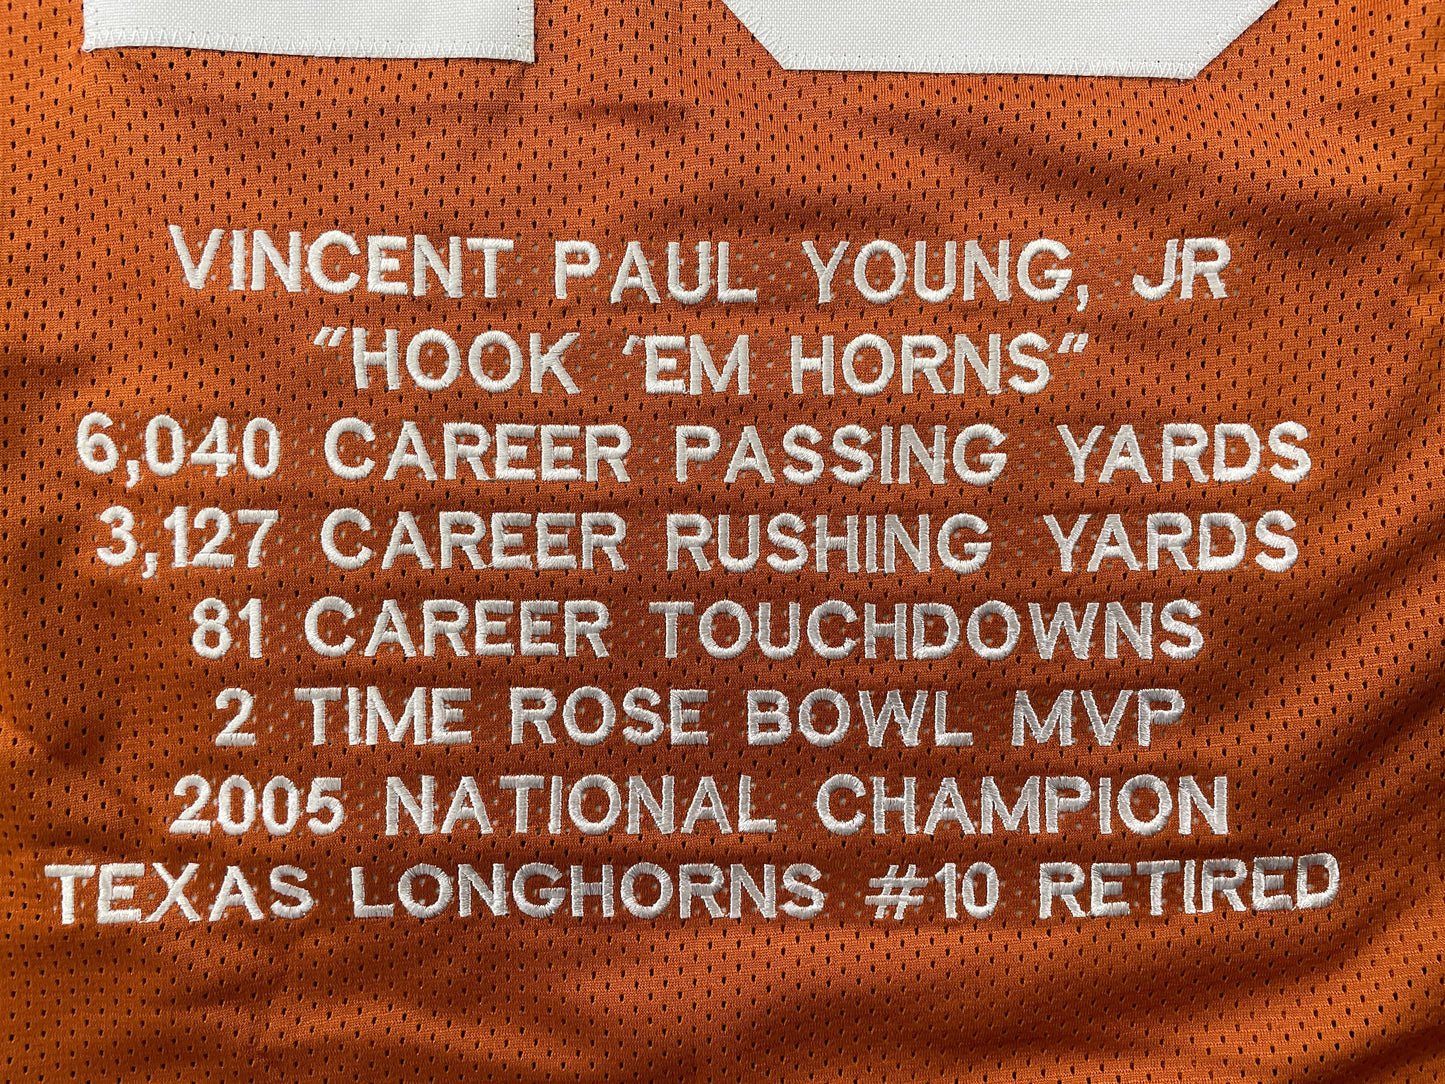 VINCENT PAUL YOUNG, JR
"HOOK 'EM HORNS"
6,040 CAREER PASSING YARDS
3,127 CAREER RUSHING YARDS
81 CAREER TOUCHDOWNS
2 TIME ROSE BOWL MVP
2005 NATIONAL CHAMPION
TEXAS LONGHORNS #10 RETIRED